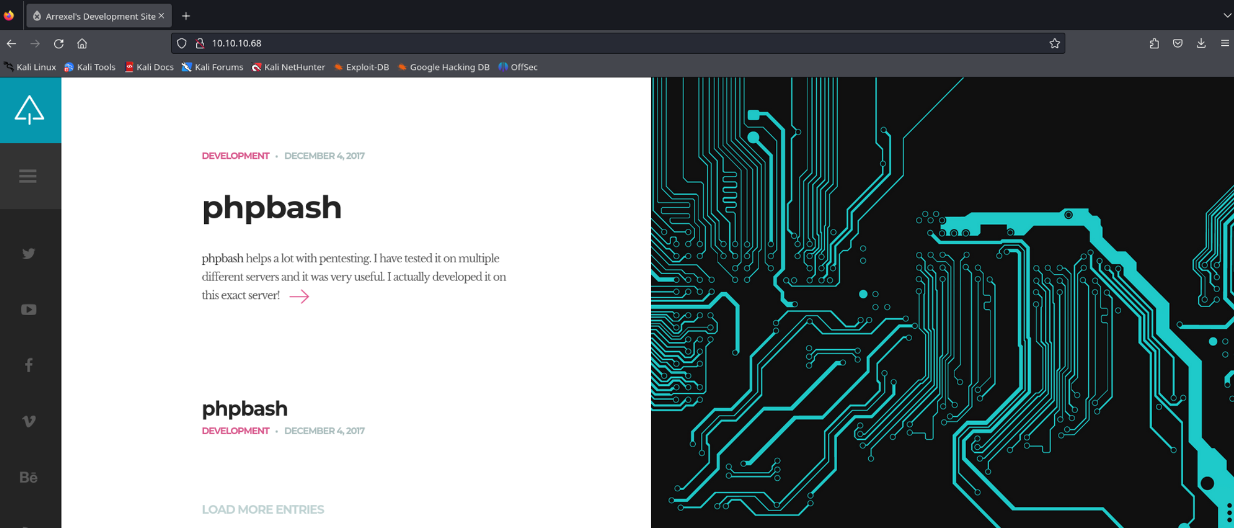 Arrexel's Development Site
10.10.10.68
Kali Linux Kali Tools Kali Docs Kali Forums Kali NetHunter Exploit-DB Google Hacking DB OffSec
DEVELOPMENT • DECEMBER 4, 2017
phpbash
phpbash helps a lot with pentesting. I have tested it on multiple
different servers and it was very useful. I actually developed it on
this exact server!
phpbash
DEVELOPMENT • DECEMBER 4, 2017
Bē
LOAD MORE ENTRIES